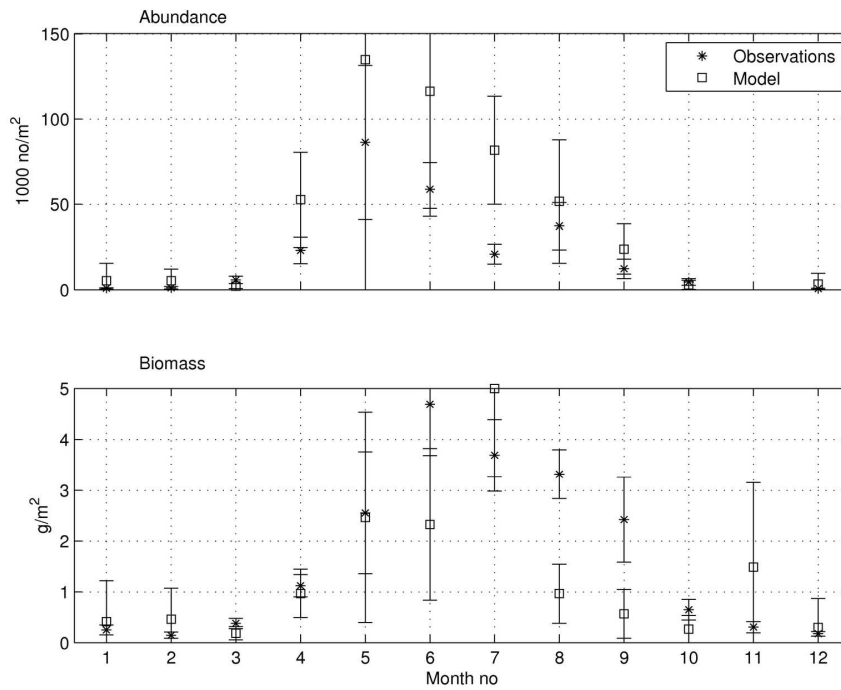 Abundance
150
100
50
0
1000 no/m²
Observations
Model
Biomass
5
4
3
2
1
0
g/m²
1 2 3 4 5 6 7 8 9 10 11 12
Month no